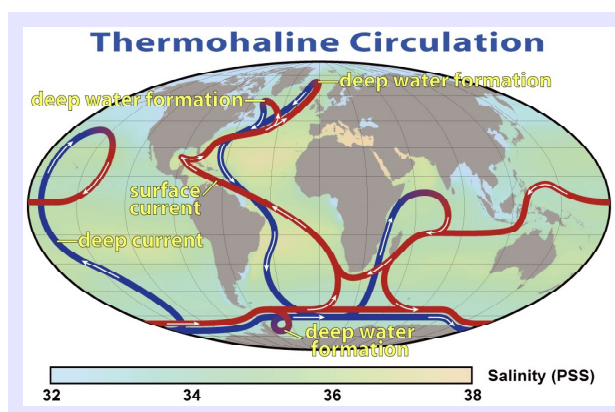 Thermohaline Circulation
deep water formation
deep water formation
surface
current
deep current
deep water
formation
Salinity (PSS)
32
34
36
38